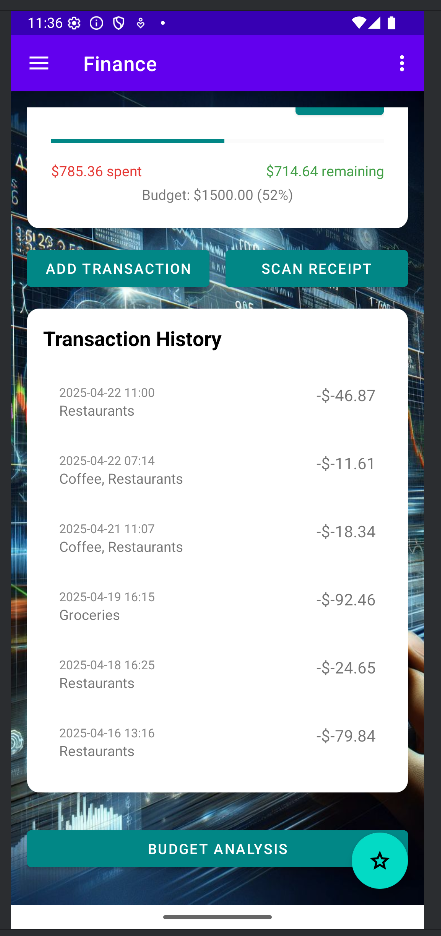 11:36
Finance
$785.36 spent
$714.64 remaining
Budget: $1500.00 (52%)
ADD TRANSACTION
SCAN RECEIPT
Transaction History
2025-04-22 11:00
Restaurants
-$-46.87
2025-04-22 07:14
Coffee, Restaurants
-$-11.61
2025-04-21 11:07
Coffee, Restaurants
-$-18.34
2025-04-19 16:15
Groceries
-$-92.46
2025-04-18 16:25
Restaurants
-$-24.65
2025-04-16 13:16
Restaurants
-$-79.84
BUDGET ANALYSIS